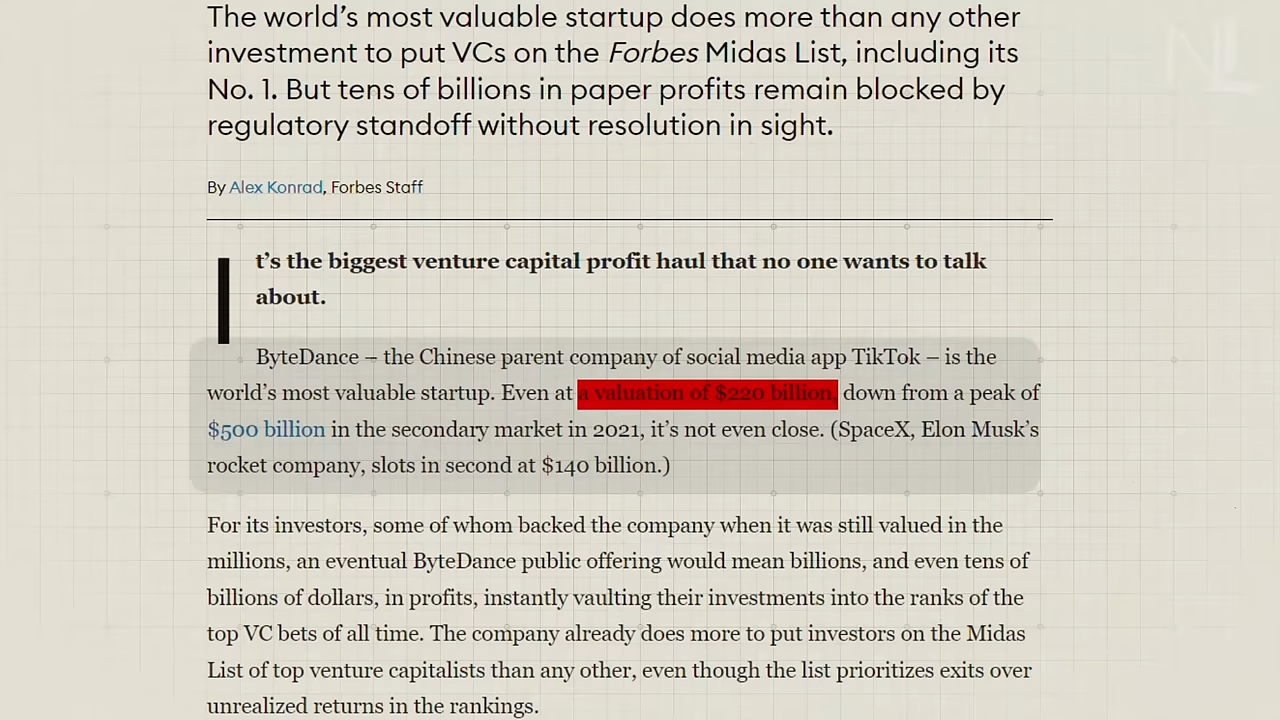 The world’s most valuable startup does more than any other
investment to put VCs on the Forbes Midas List, including its
No. 1. But tens of billions in paper profits remain blocked by
regulatory standoff without resolution in sight.
By Alex Konrad, Forbes Staff
It’s the biggest venture capital profit haul that no one wants to talk
about.
ByteDance – the Chinese parent company of social media app TikTok – is the
world’s most valuable startup. Even at a valuation of $220 billion, down from a peak of
$500 billion in the secondary market in 2021, it’s not even close. (SpaceX, Elon Musk’s
rocket company, slots in second at $140 billion.)
For its investors, some of whom backed the company when it was still valued in the
millions, an eventual ByteDance public offering would mean billions, and even tens of
billions of dollars, in profits, instantly vaulting their investments into the ranks of the
top VC bets of all time. The company already does more to put investors on the Midas
List of top venture capitalists than any other, even though the list prioritizes exits over
unrealized returns in the rankings.